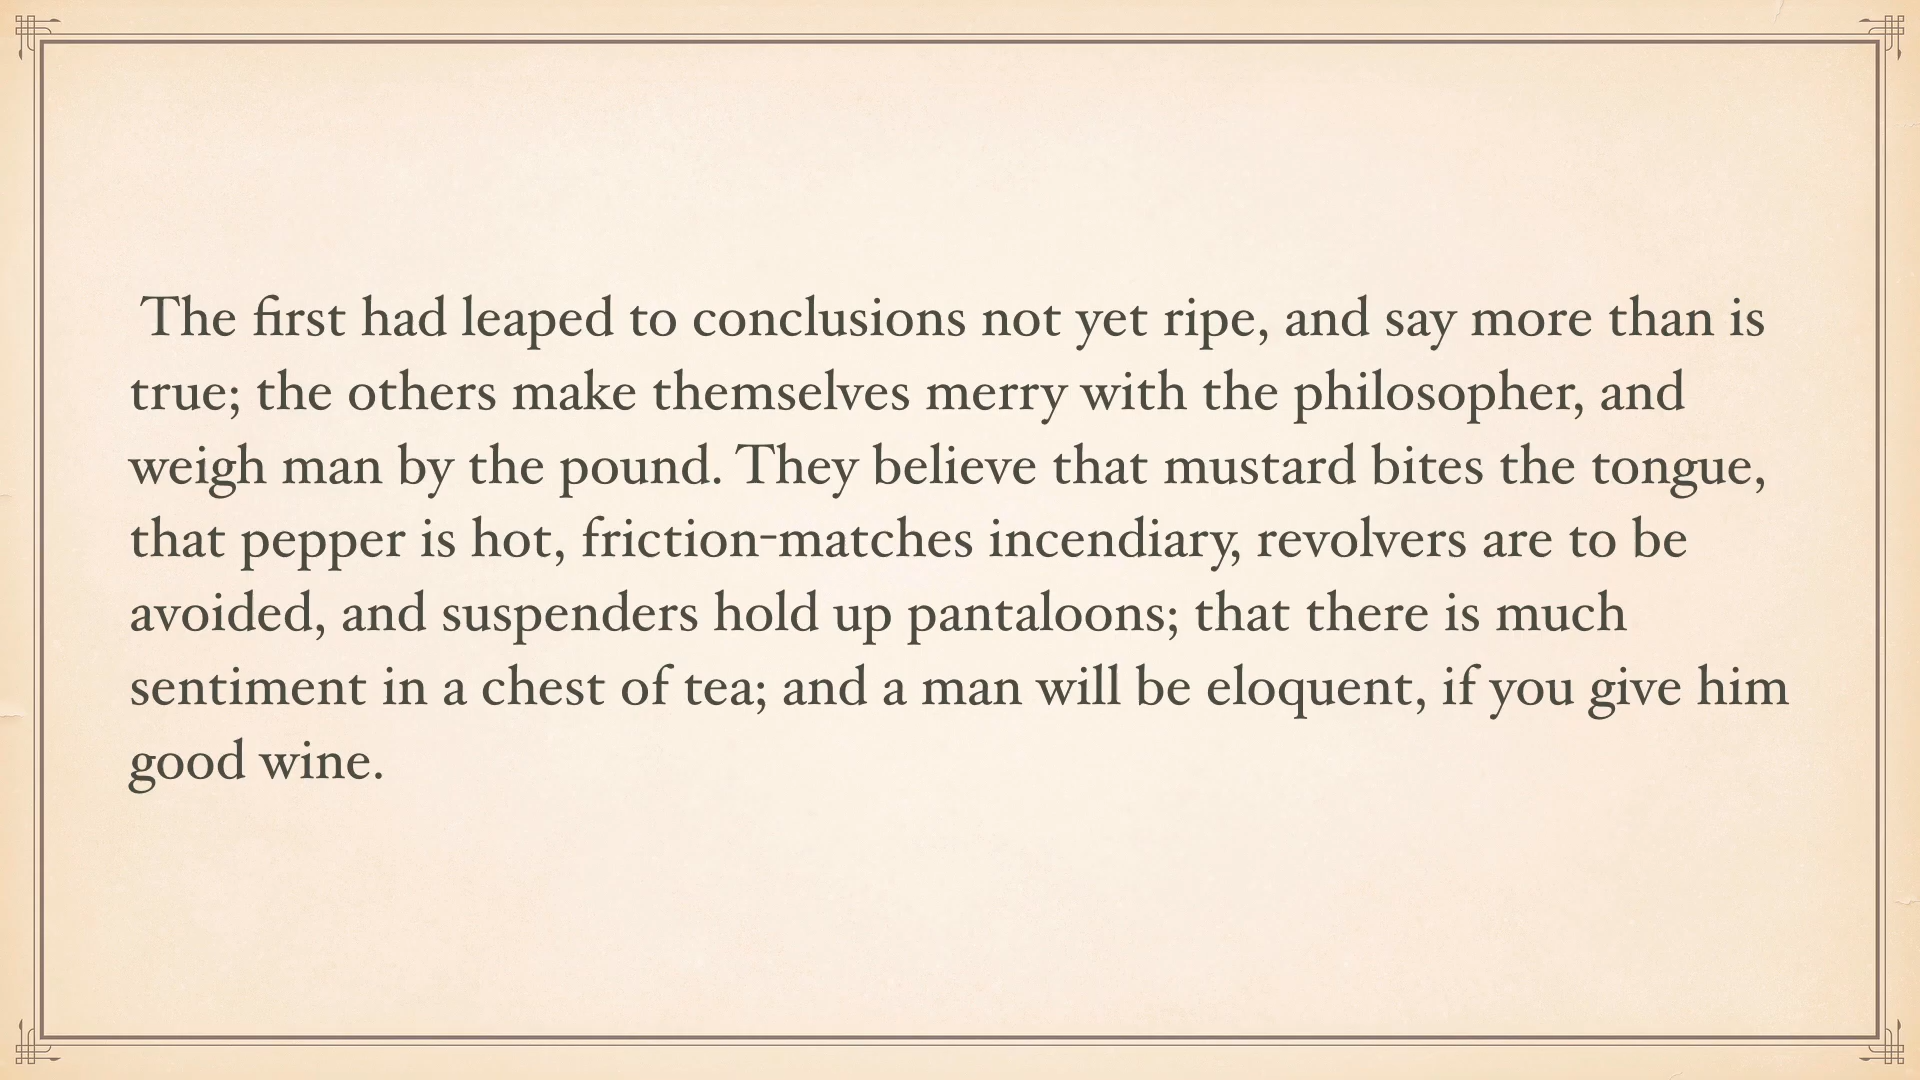 The first had leaped to conclusions not yet ripe, and say more than is
true; the others make themselves merry with the philosopher, and
weigh man by the pound. They believe that mustard bites the tongue,
that pepper is hot, friction-matches incendiary, revolvers are to be
avoided, and suspenders hold up pantaloons; that there is much
sentiment in a chest of tea; and a man will be eloquent, if you give him
good wine.